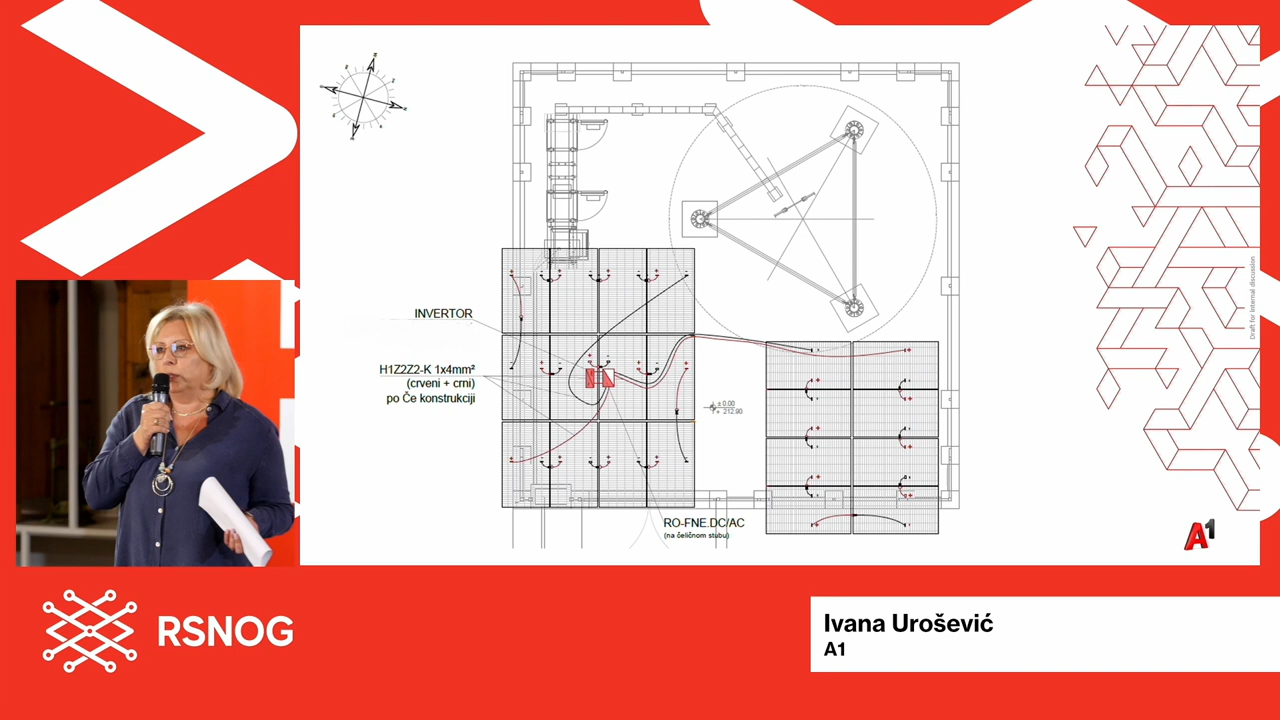 INVERTOR
H1Z2Z2-K 1x4mm²
(crveni + crni)
po Če konstrukciji
± 0.00
+ 212.90
RO-FNE.DC/AC
(na čeličnom stubu)
Draft for internal discussion
A1
RSNOG
Ivana Urošević
A1